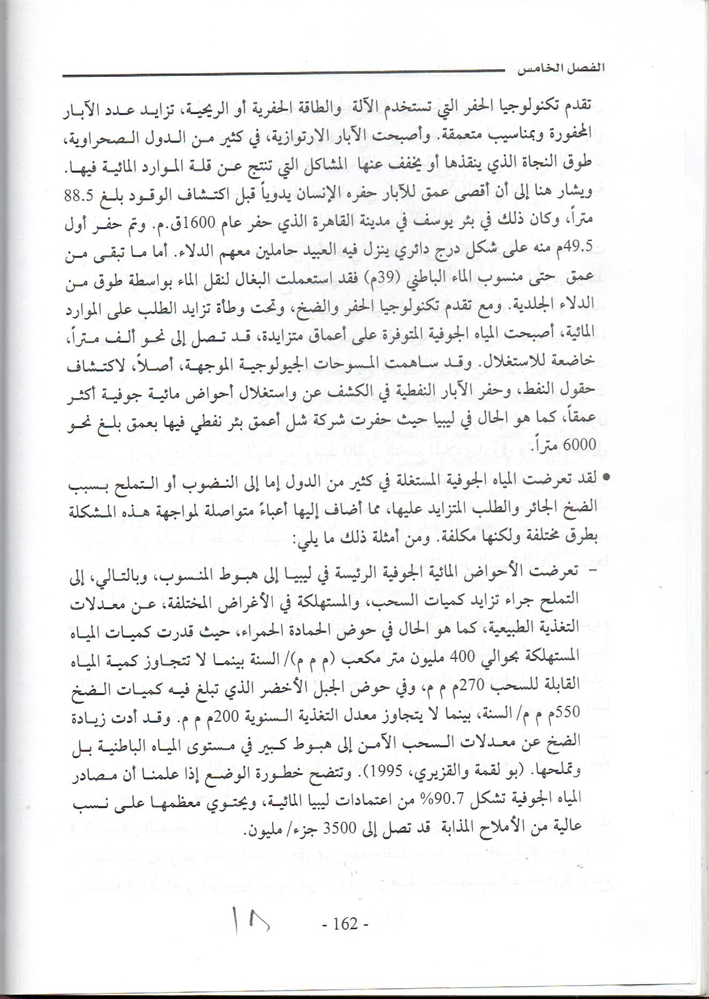 الفصل الخامس
تقدم تكنولوجيا الحفر التي تستخدم الآلة والطاقة الحفرية أو الريحية، تزايد عدد الآبار
المحفورة وبمناسيب متعمقة. وأصبحت الآبار الارتوازية، في كثير من الدول الصحراوية،
طوق النجاة الذي ينقذها أو يخفف عنها المشاكل التي تنتج عن قلة الموارد المائية فيها.
ويشار هنا إلى أن أقصى عمق للآبار حفره الإنسان يدوياً قبل اكتشاف الوقود بلغ 88.5
متراً، وكان ذلك في بئر يوسف في مدينة القاهرة الذي حفر عام 1600ق.م. وتم حفر أول
49.5م منه على شكل درج دائري ينزل فيه العبيد حاملين معهم الدلاء. أما ما تبقى من
عمق حتى منسوب الماء الباطني (39م) فقد استعملت البغال لنقل الماء بواسطة طوق من
الدلاء الجلدية. ومع تقدم تكنولوجيا الحفر والضخ، وتحت وطأة تزايد الطلب على الموارد
المائية، أصبحت المياه الجوفية المتوفرة على أعماق متزايدة، قد تصل إلى نحو ألف متراً،
خاضعة للاستغلال. وقد ساهمت المسوحات الجيولوجية الموجهة، أصلاً، لاكتشاف
حقول النفط، وحفر الآبار النفطية في الكشف عن واستغلال أحواض مائية جوفية أكثر
عمقاً، كما هو الحال في ليبيا حيث حفرت شركة شل أعمق بئر نفطي فيها بعمق بلغ نحو
6000 متراً.
● لقد تعرضت المياه الجوفية المستغلة في كثير من الدول إما إلى النضوب أو التملح بسبب
الضخ الجائر والطلب المتزايد عليها، مما أضاف إليها أعباءً متواصلة لمواجهة هذه المشكلة
بطرق مختلفة ولكنها مكلفة. ومن أمثلة ذلك ما يلي:
- تعرضت الأحواض المائية الجوفية الرئيسة في ليبيا إلى هبوط المنسوب، وبالتالي، إلى
التملح جراء تزايد كميات السحب، والمستهلكة في الأغراض المختلفة، عن معدلات
التغذية الطبيعية، كما هو الحال في حوض الحمادة الحمراء، حيث قدرت كميات المياه
المستهلكة بحوالي 400 مليون متر مكعب (م م م)/ السنة بينما لا تتجاوز كمية المياه
القابلة للسحب 270م م م، وفي حوض الجبل الأخضر الذي تبلغ فيه كميات الضخ
550م م م/ السنة، بينما لا يتجاوز معدل التغذية السنوية 200م م م. وقد أدت زيادة
الضخ عن معدلات السحب الآمن إلى هبوط كبير في مستوى المياه الباطنية بل
وتملحها. (بو لقمة والقزيري، 1995). وتتضح خطورة الوضع إذا علمنا أن مصادر
المياه الجوفية تشكل 90.7% من اعتمادات ليبيا المائية، ويحتوي معظمها على نسب
عالية من الأملاح المذابة قد تصل إلى 3500 جزء/ مليون.
- 162 -
١٨